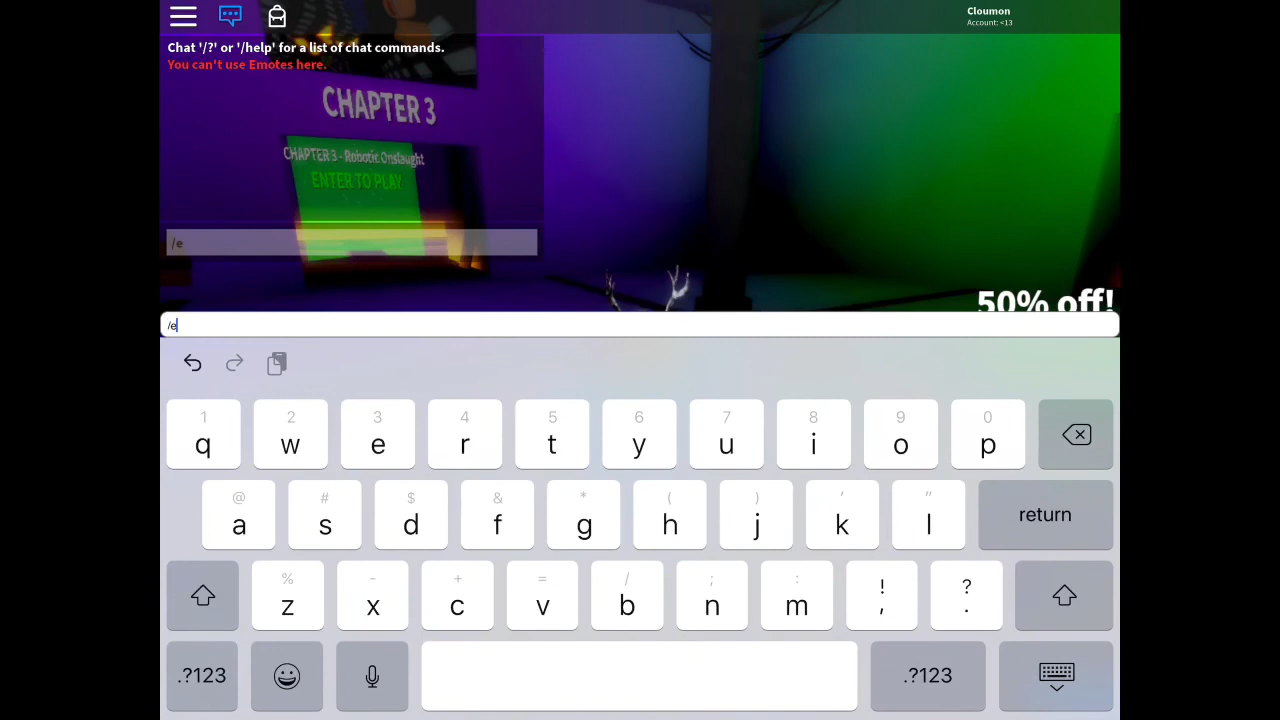 Cloumon
Account: <13
Chat '/?' or '/help' for a list of chat commands.
You can't use Emotes here.
CHAPTER 3
CHAPTER 3 - Robotic Onslaught
ENTER TO PLAY
/e
50% off!
/e
1 2 3 4 5 6 7 8 9 0
q w e r t y u i o p
@ # $ & * ( ) ' "
a s d f g h j k l return
% - + = / ; : ! ?
z x c v b n m , .
.?123 .?123